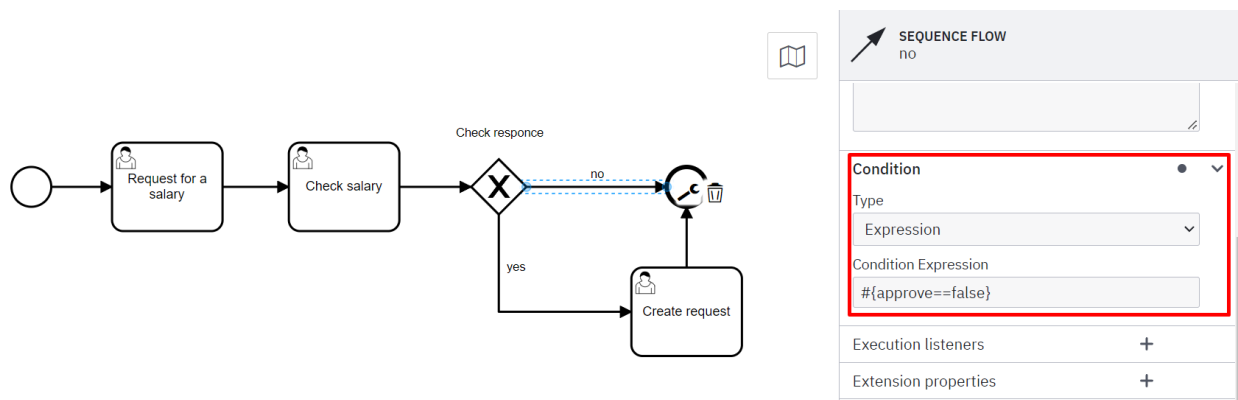 Check responce
Request for a
salary
Check salary
no
yes
Create request
SEQUENCE FLOW
no
Condition
Type
Expression
Condition Expression
#{approve==false}
Execution listeners
Extension properties